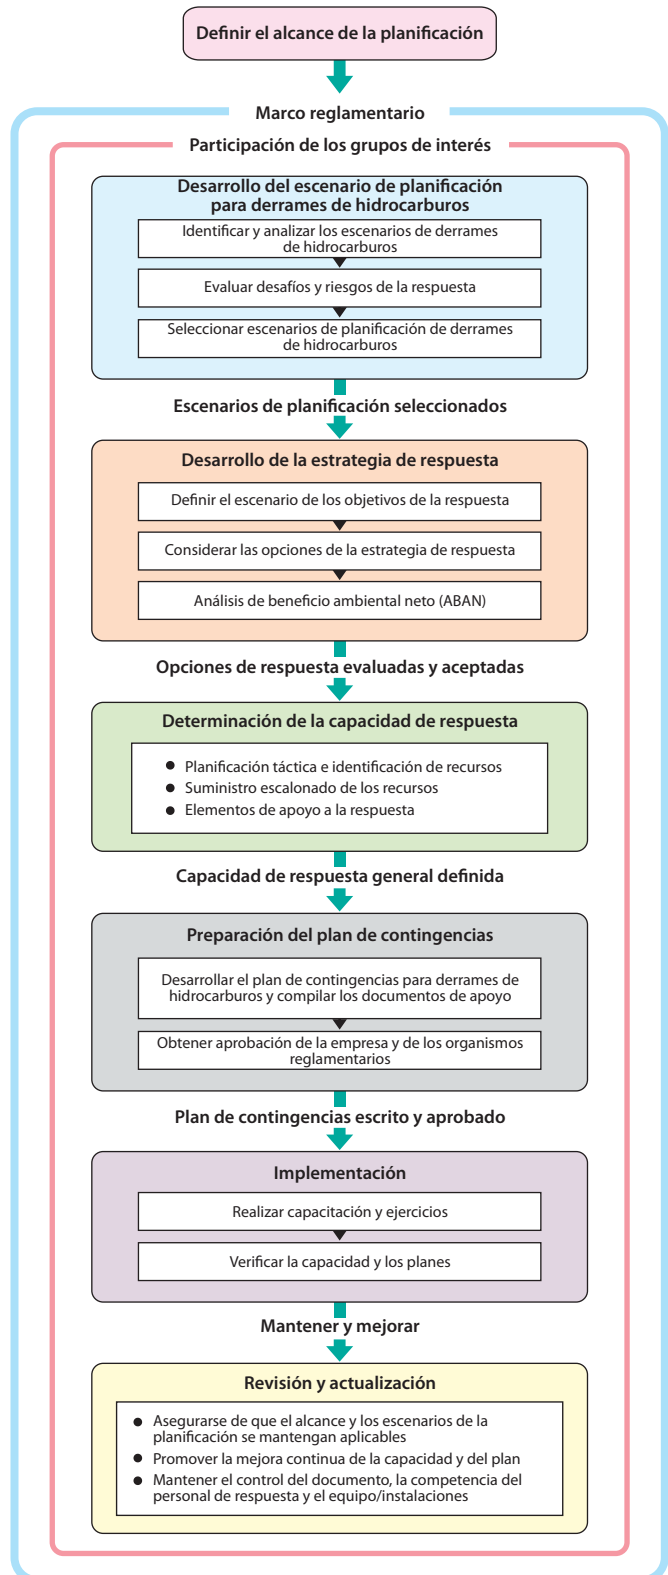 Definir el alcance de la planificación
Marco reglamentario
Participación de los grupos de interés
Desarrollo del escenario de planificación
para derrames de hidrocarburos
Identificar y analizar los escenarios de derrames
de hidrocarburos
Evaluar desafíos y riesgos de la respuesta
Seleccionar escenarios de planificación de derrames
de hidrocarburos
Escenarios de planificación seleccionados
Desarrollo de la estrategia de respuesta
Definir el escenario de los objetivos de la respuesta
Considerar las opciones de la estrategia de respuesta
Análisis de beneficio ambiental neto (ABAN)
Opciones de respuesta evaluadas y aceptadas
Determinación de la capacidad de respuesta
● Planificación táctica e identificación de recursos
● Suministro escalonado de los recursos
● Elementos de apoyo a la respuesta
Capacidad de respuesta general definida
Preparación del plan de contingencias
Desarrollar el plan de contingencias para derrames de
hidrocarburos y compilar los documentos de apoyo
Obtener aprobación de la empresa y de los organismos
reglamentarios
Plan de contingencias escrito y aprobado
Implementación
Realizar capacitación y ejercicios
Verificar la capacidad y los planes
Mantener y mejorar
Revisión y actualización
● Asegurarse de que el alcance y los escenarios de la
planificación se mantengan aplicables
● Promover la mejora continua de la capacidad y del plan
● Mantener el control del documento, la competencia del
personal de respuesta y el equipo/instalaciones